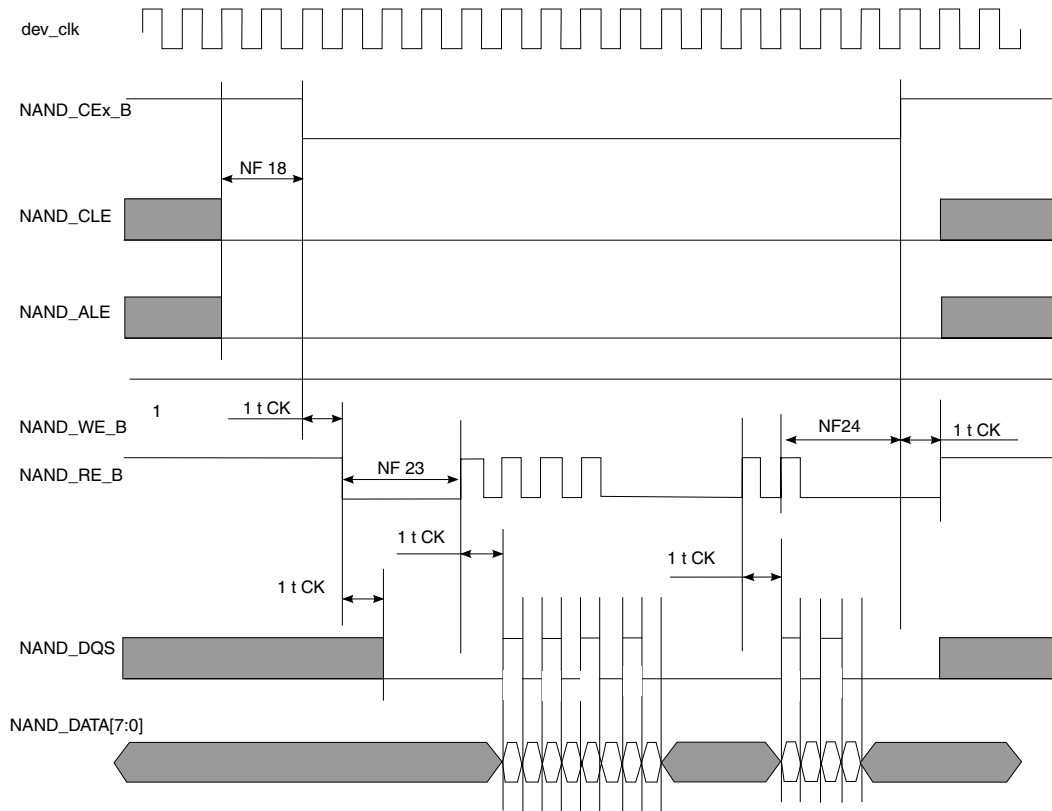 dev_clk
NAND_CEx_B
NF 18
NAND_CLE
NAND_ALE
1
1 t CK
NAND_WE_B
NF24
1 t CK
NAND_RE_B
NF 23
1 t CK
1 t CK
1 t CK
NAND_DQS
NAND_DATA[7:0]